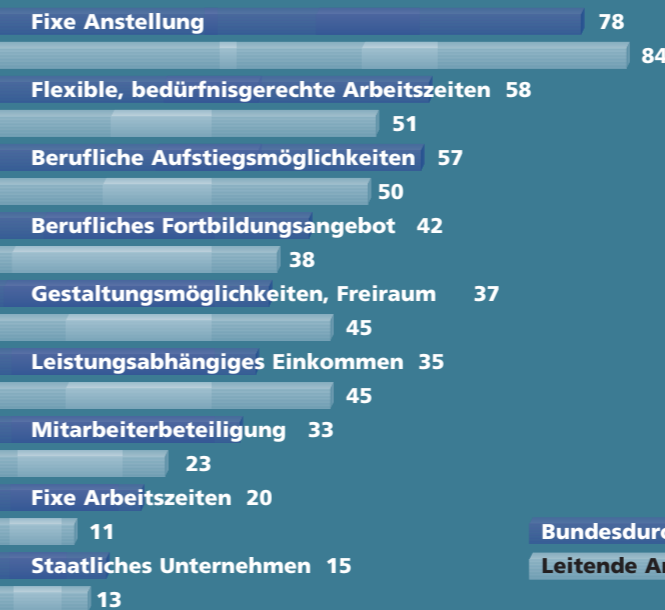 Fixe Anstellung 78
84
Flexible, bedürfnisgerechte Arbeitszeiten 58
51
Berufliche Aufstiegsmöglichkeiten 57
50
Berufliches Fortbildungsangebot 42
38
Gestaltungsmöglichkeiten, Freiraum 37
45
Leistungsabhängiges Einkommen 35
45
Mitarbeiterbeteiligung 33
23
Fixe Arbeitszeiten 20
11
Staatliches Unternehmen 15
13
Leitende